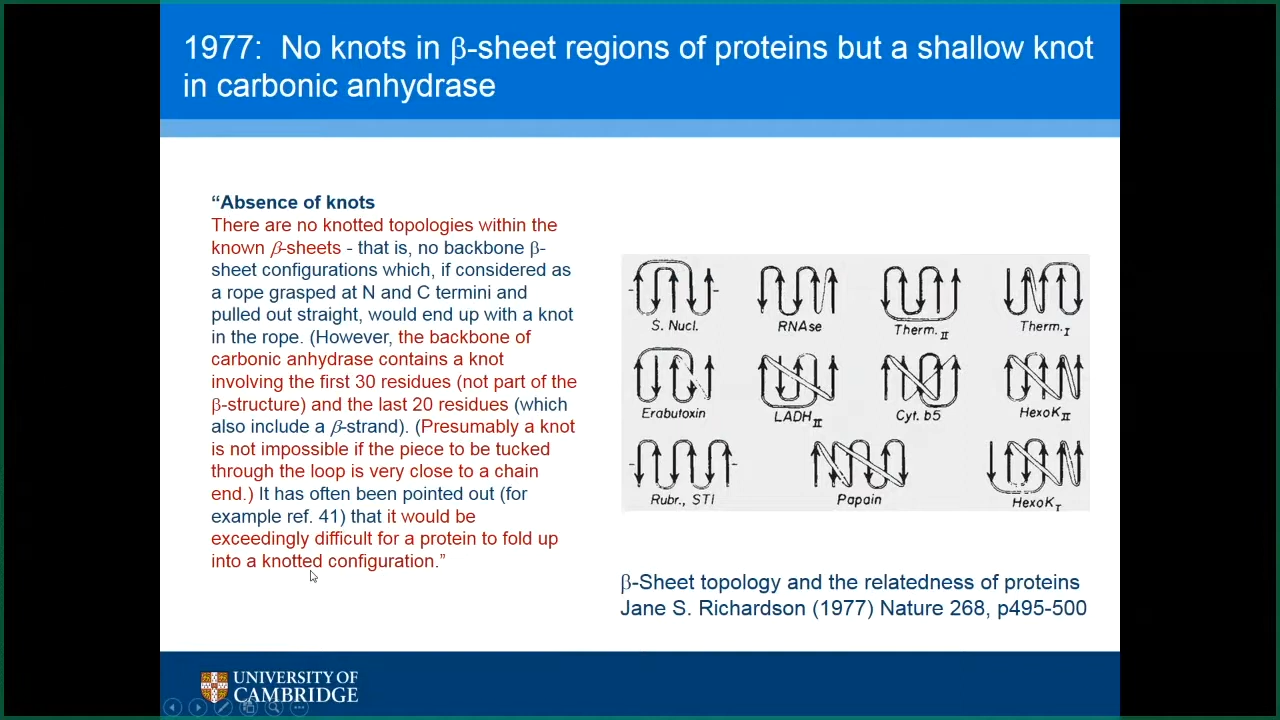 1977: No knots in β-sheet regions of proteins but a shallow knot
in carbonic anhydrase
“Absence of knots
There are no knotted topologies within the
known β-sheets - that is, no backbone β-
sheet configurations which, if considered as
a rope grasped at N and C termini and
pulled out straight, would end up with a knot
in the rope. (However, the backbone of
carbonic anhydrase contains a knot
involving the first 30 residues (not part of the
β-structure) and the last 20 residues (which
also include a β-strand). (Presumably a knot
is not impossible if the piece to be tucked
through the loop is very close to a chain
end.) It has often been pointed out (for
example ref. 41) that it would be
exceedingly difficult for a protein to fold up
into a knotted configuration.”
S. Nucl. RNAse Therm. II Therm. I
Erabutoxin LADH II Cyt. b5 HexoK II
Rubr., STI Papain HexoK I
β-Sheet topology and the relatedness of proteins
Jane S. Richardson (1977) Nature 268, p495-500
UNIVERSITY OF
CAMBRIDGE